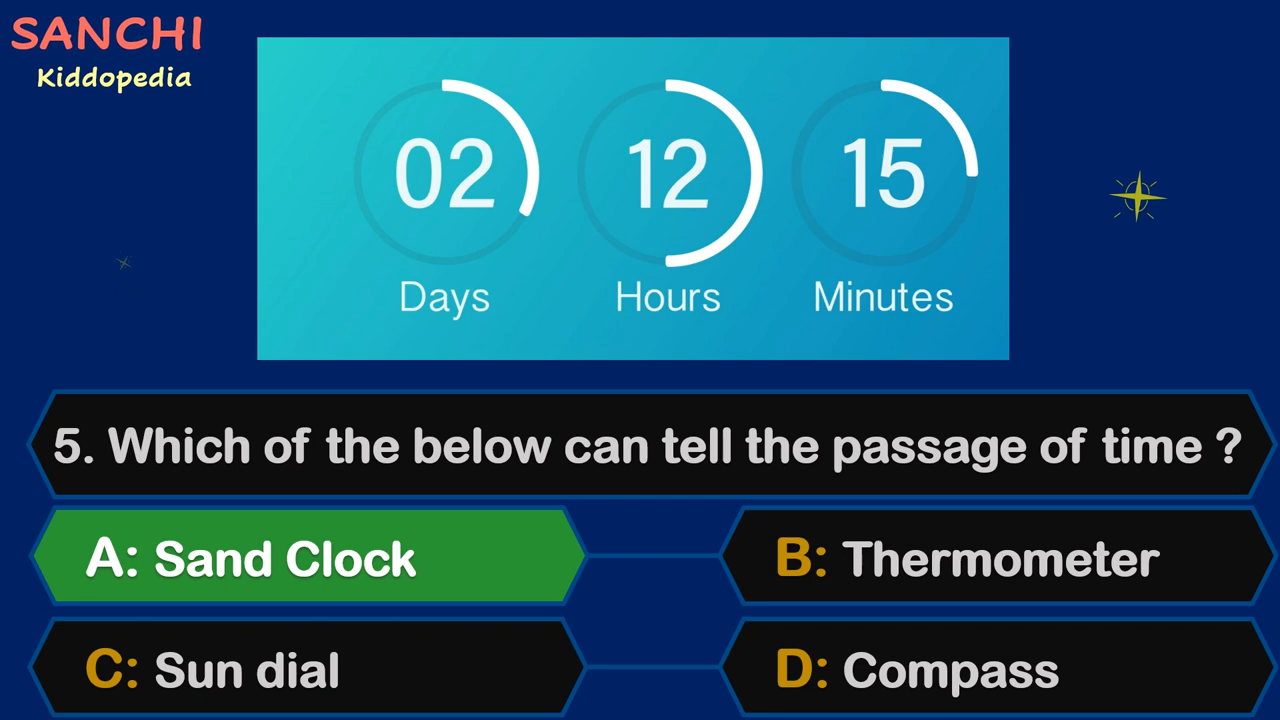 SANCHI
Kiddopedia
02 12 15
Days Hours Minutes
5. Which of the below can tell the passage of time ?
A: Sand Clock
B: Thermometer
C: Sun dial
D: Compass